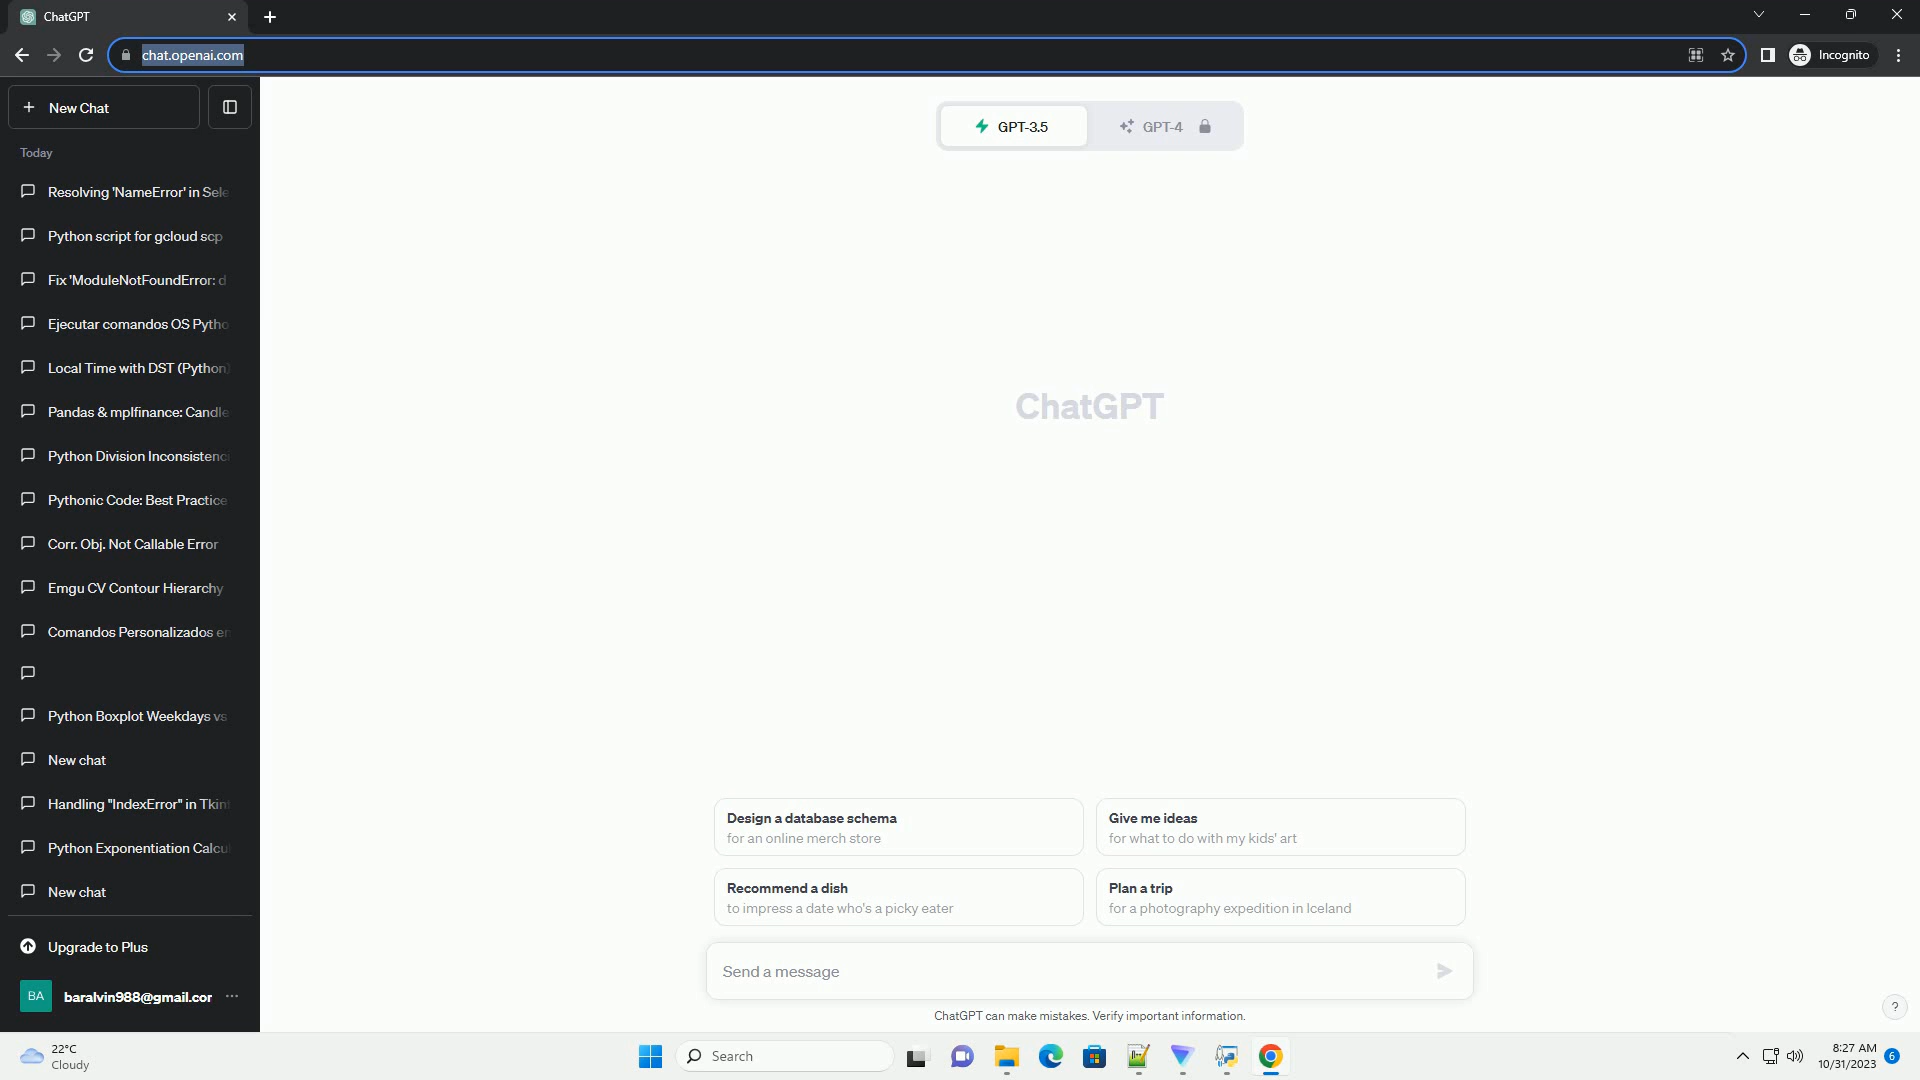 ChatGPT
chat.openai.com
Incognito
New Chat
Today
Resolving 'NameError' in Sele
Python script for gcloud scp
Fix 'ModuleNotFoundError: d
Ejecutar comandos OS Pytho
Local Time with DST (Python)
Pandas & mplfinance: Candle
Python Division Inconsistenci
Pythonic Code: Best Practice
Corr. Obj. Not Callable Error
Emgu CV Contour Hierarchy
Comandos Personalizados en
Python Boxplot Weekdays vs
New chat
Handling "IndexError" in Tkint
Python Exponentiation Calcul
New chat
Upgrade to Plus
BA
baralvin988@gmail.cor
GPT-3.5
GPT-4
ChatGPT
Design a database schema
for an online merch store
Give me ideas
for what to do with my kids' art
Recommend a dish
to impress a date who's a picky eater
Plan a trip
for a photography expedition in Iceland
Send a message
ChatGPT can make mistakes. Verify important information.
?
22°C
Cloudy
Search
8:27 AM
10/31/2023
6